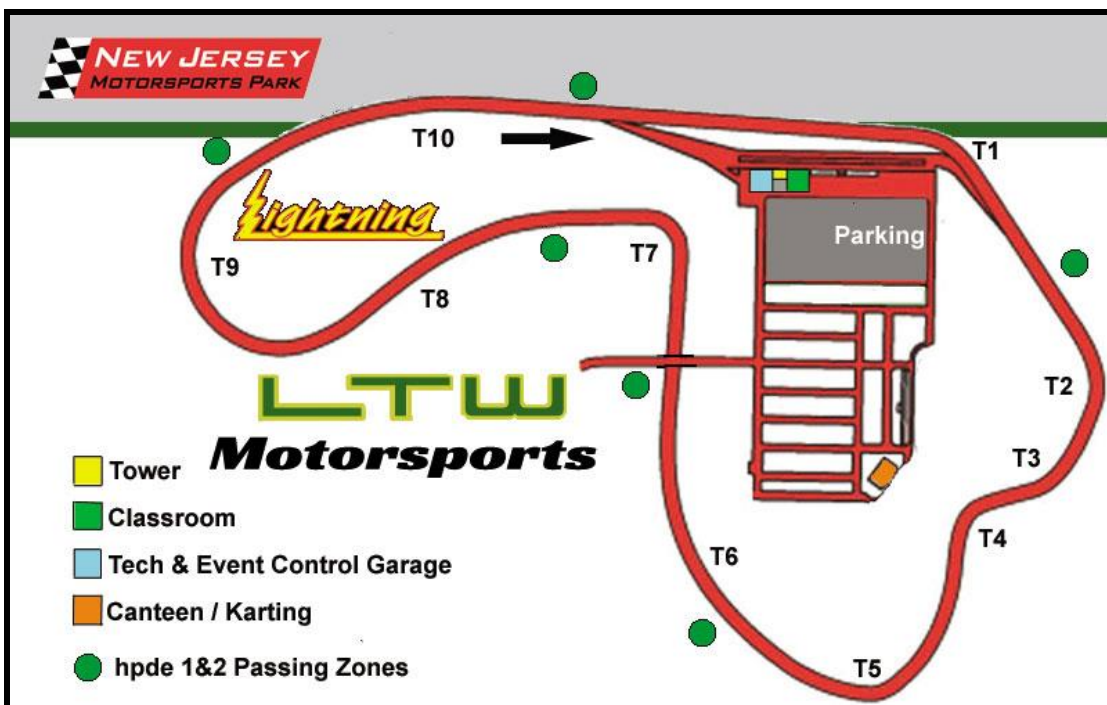 NEW JERSEY
MOTORSPORTS PARK
T10
T1
Lightning
Parking
T7
T9
T8
T2
LTW
Motorsports
T3
Tower
Classroom
T4
T6
Tech & Event Control Garage
Canteen / Karting
hpde 1&2 Passing Zones
T5